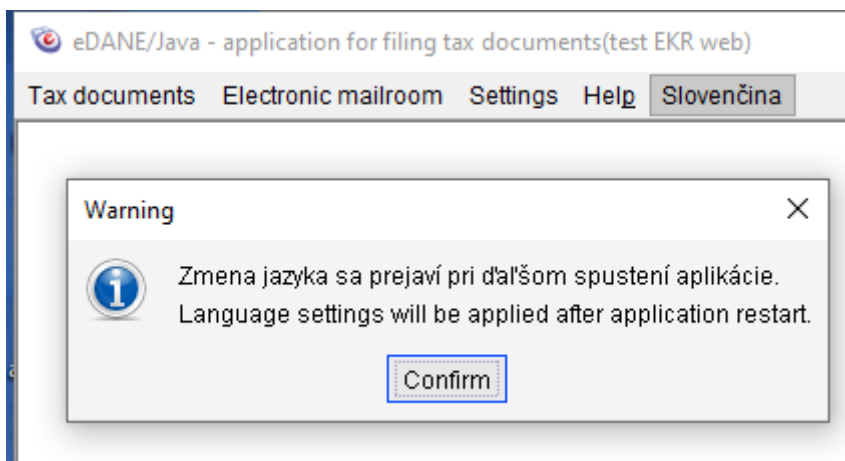 eDANE/Java - application for filing tax documents(test EKR web)
Tax documents Electronic mailroom Settings Help Slovenčina
Warning
Zmena jazyka sa prejaví pri ďaľšom spustení aplikácie.
Language settings will be applied after application restart.
Confirm